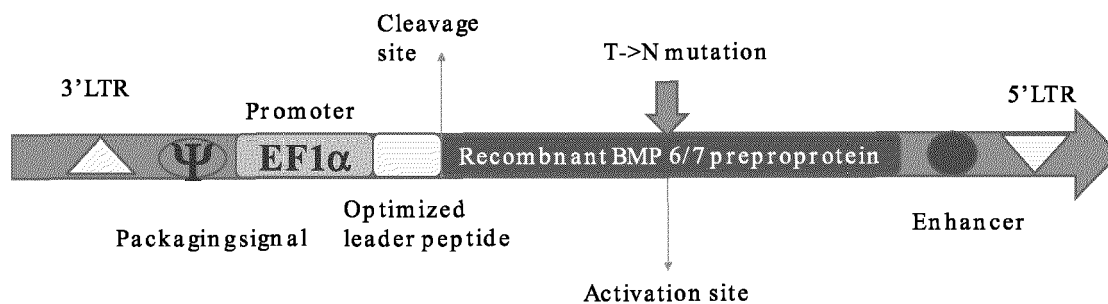 Cleavage
site
T->N mutation
3'LTR
Promoter
5'LTR
Ψ
EF1α
Recombnant BMP 6/7 preproprotein
Packagingsignal
Optimized
leader peptide
Enhancer
Activation site